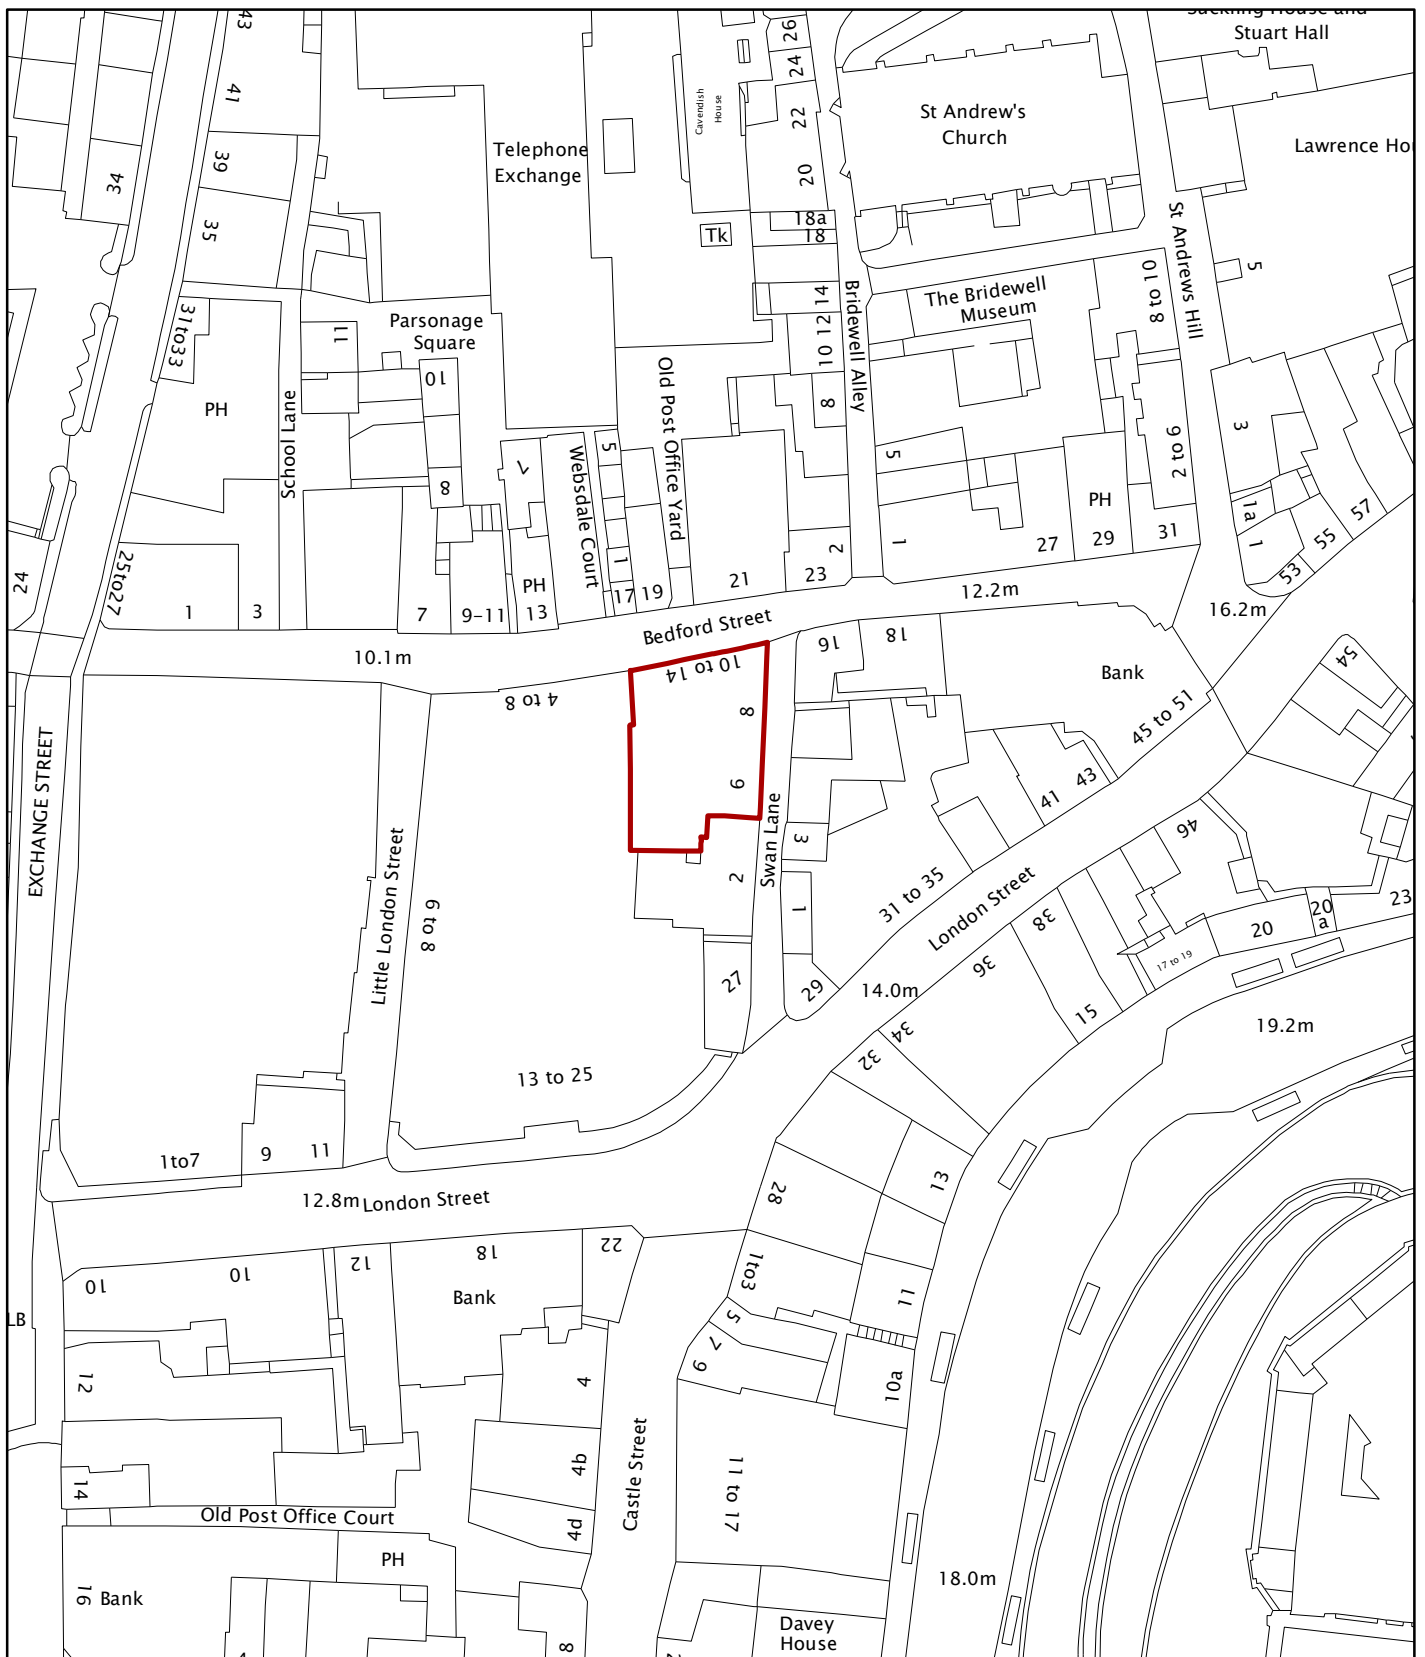 Stuart Hall
43
26
24
41
22
Cavendish
House
St Andrew's
Church
Telephone
Exchange
Lawrence Ho
39
34
20
35
18a
18
Tk
St Andrews Hill
5
8 to 10
Bridewell Alley
14
The Bridewell
Museum
12
10
31to33
11
Parsonage
Square
10
Old Post Office Yard
8
PH
School Lane
3
5
7
Websdale Court
5
2 to 6
8
PH
1a
57
1
55
53
27
29
31
1
2
23
21
19
17
1
PH
13
9-11
7
3
1
25to27
24
12.2m
16.2m
Bedford Street
10.1m
16
18
54
Bank
10 to 14
4 to 8
8
45 to 51
6
43
41
EXCHANGE STREET
Swan Lane
3
46
Little London Street
2
31 to 35
London Street
6 to 8
1
38
20
20
a
23
17 to 19
36
27
29
14.0m
15
34
32
19.2m
13 to 25
1to7
9
11
13
28
12.8m
London Street
22
18
12
10
10
1to3
11
Bank
LB
5
7
9
12
4
10a
Castle Street
4b
11 to 17
14
4d
Old Post Office Court
PH
18.0m
16
Bank
Davey
House
8